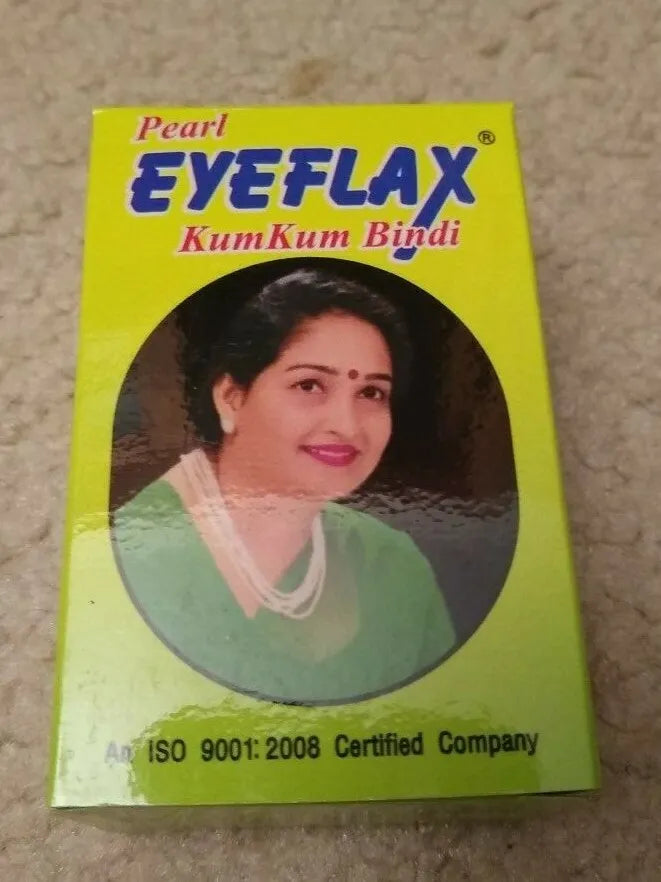 Pearl
EYEFLAX®
KumKum Bindi
An ISO 9001:2008 Certified Company